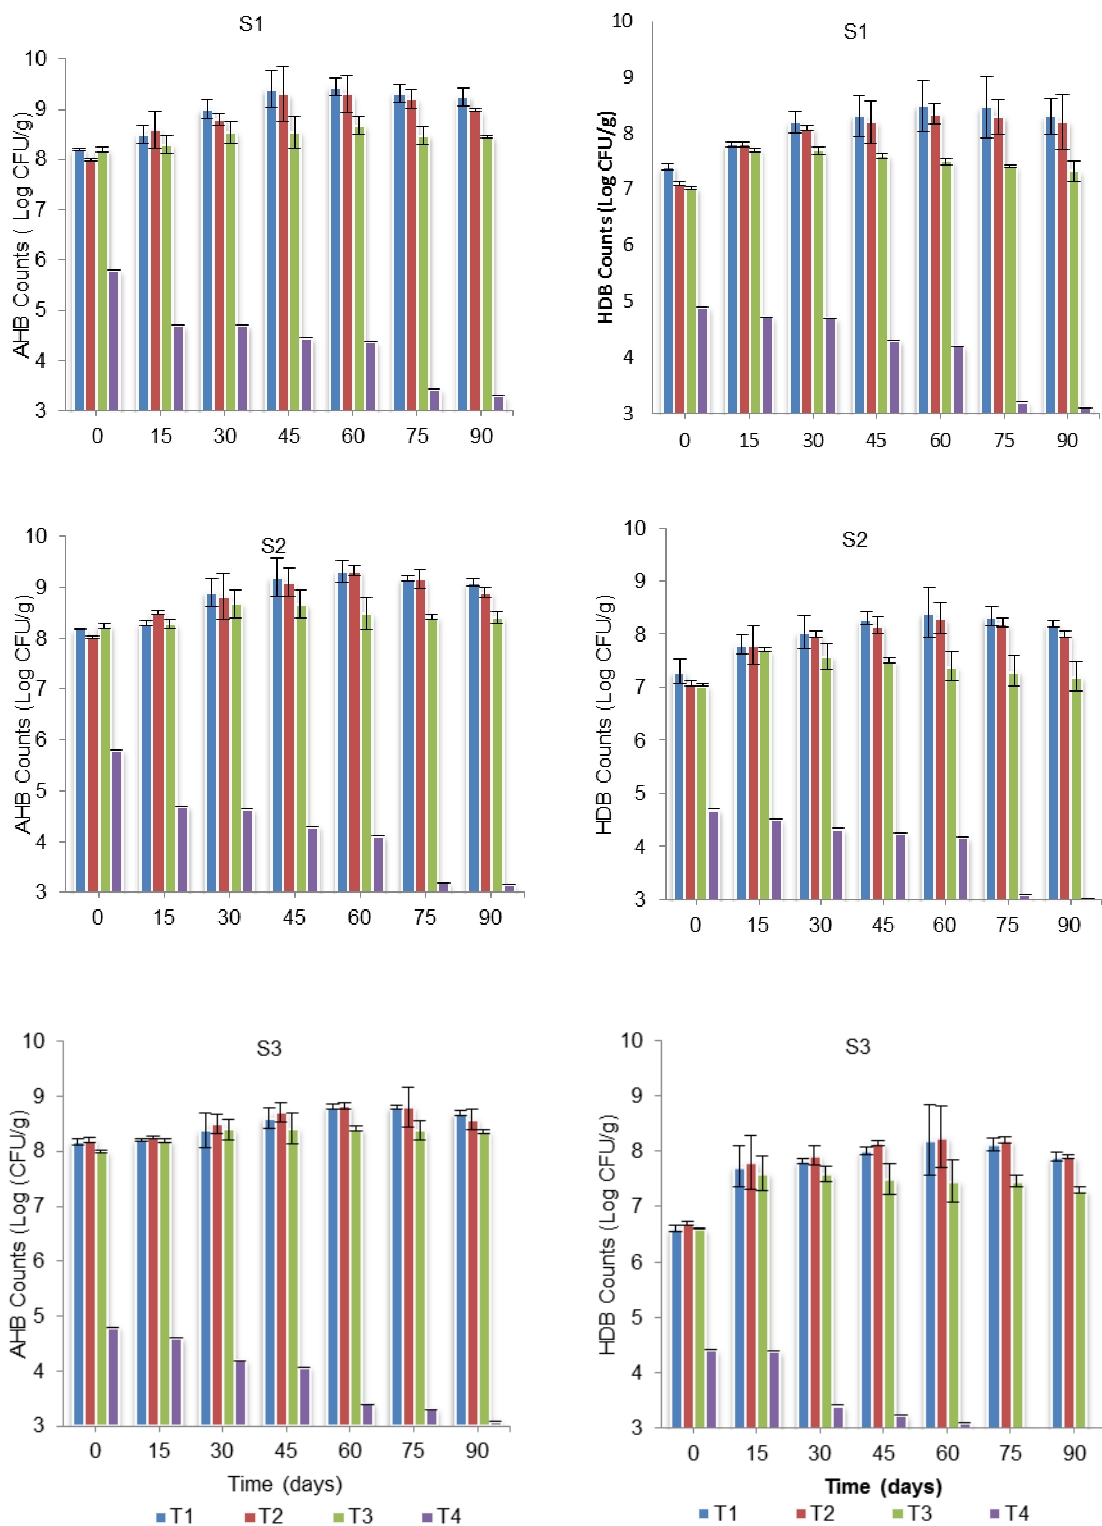 S1
AHB Counts ( Log CFU/g)
10
9
8
7
6
5
4
3
0 15 30 45 60 75 90
S1
HDB Counts (Log CFU/g)
10
9
8
7
6
5
4
3
0 15 30 45 60 75 90
S2
AHB Counts (Log CFU/g)
10
9
8
7
6
5
4
3
0 15 30 45 60 75 90
S2
HDB Counts (Log CFU/g)
10
9
8
7
6
5
4
3
0 15 30 45 60 75 90
S3
AHB Counts (Log (CFU/g)
10
9
8
7
6
5
4
3
0 15 30 45 60 75 90
Time (days)
T1 T2 T3 T4
S3
HDB Counts (Log CFU/g)
10
9
8
7
6
5
4
3
0 15 30 45 60 75 90
Time (days)
T1 T2 T3 T4